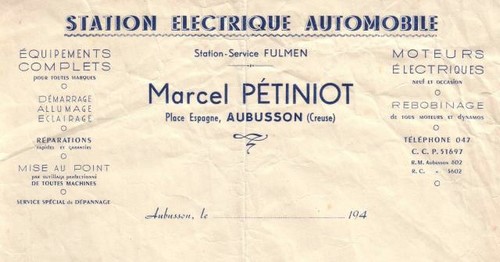 STATION ELECTRIQUE AUTOMOBILE
ÉQUIPEMENTS
COMPLETS
POUR TOUTES MARQUES
DÉMARRAGE
ALLUMAGE
ECLAIRAGE
RÉPARATIONS
rapides et garanties
MISE AU POINT
par outillage professionnel
DE TOUTES MACHINES
SERVICE SPÉCIAL DE DÉPANNAGE
Station-Service FULMEN
Marcel PÉTINIOT
Place Espagne, AUBUSSON (Creuse)
MOTEURS
ÉLECTRIQUES
NEUF ET OCCASION
REBOBINAGE
DE TOUS MOTEURS ET DYNAMOS
TÉLÉPHONE 047
C. C. P. 51697
R.M. Aubusson 802
R. C. » 5602
Aubusson, le 194